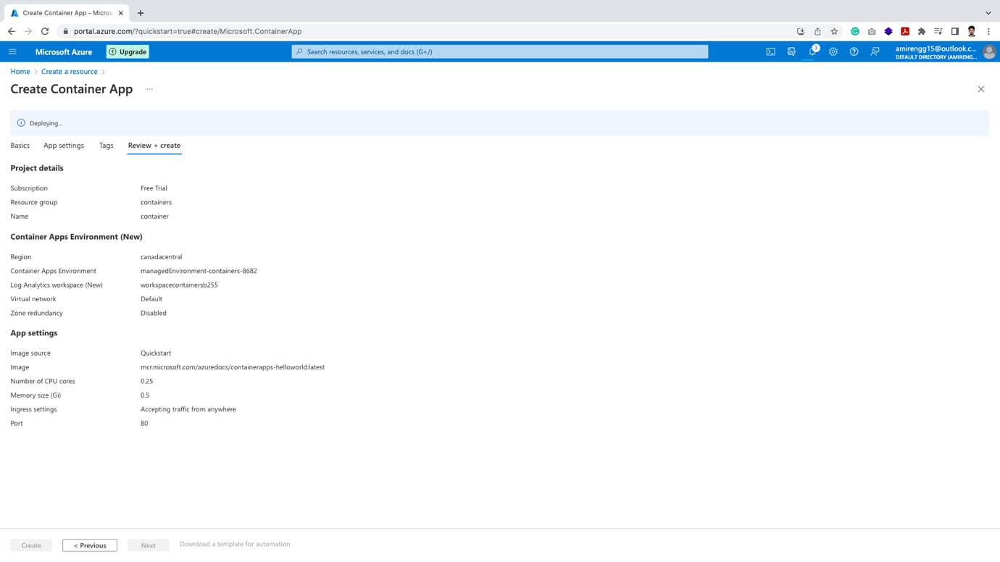 Create Container App - Micros
portal.azure.com/?quickstart=true#create/Microsoft.ContainerApp
Microsoft Azure
Upgrade
Search resources, services, and docs (G+/)
3
amirengg15@outlook.c...
DEFAULT DIRECTORY (AMIRENG...
Home > Create a resource >
Create Container App ...
Deploying...
Basics App settings Tags Review + create
Project details
Subscription Free Trial
Resource group containers
Name container
Container Apps Environment (New)
Region canadacentral
Container Apps Environment managedEnvironment-containers-8682
Log Analytics workspace (New) workspacecontainersb255
Virtual network Default
Zone redundancy Disabled
App settings
Image source Quickstart
Image mcr.microsoft.com/azuredocs/containerapps-helloworld:latest
Number of CPU cores 0.25
Memory size (Gi) 0.5
Ingress settings Accepting traffic from anywhere
Port 80
Create < Previous Next Download a template for automation